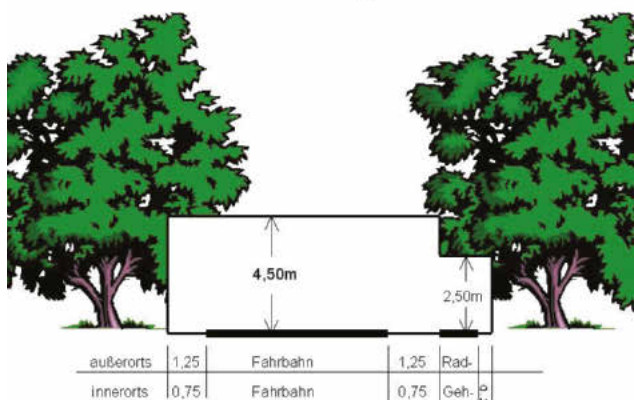 4,50m
2,50m
außerorts 1,25 Fahrbahn 1,25 Rad-
innerorts 0,75 Fahrbahn 0,75 Geh-